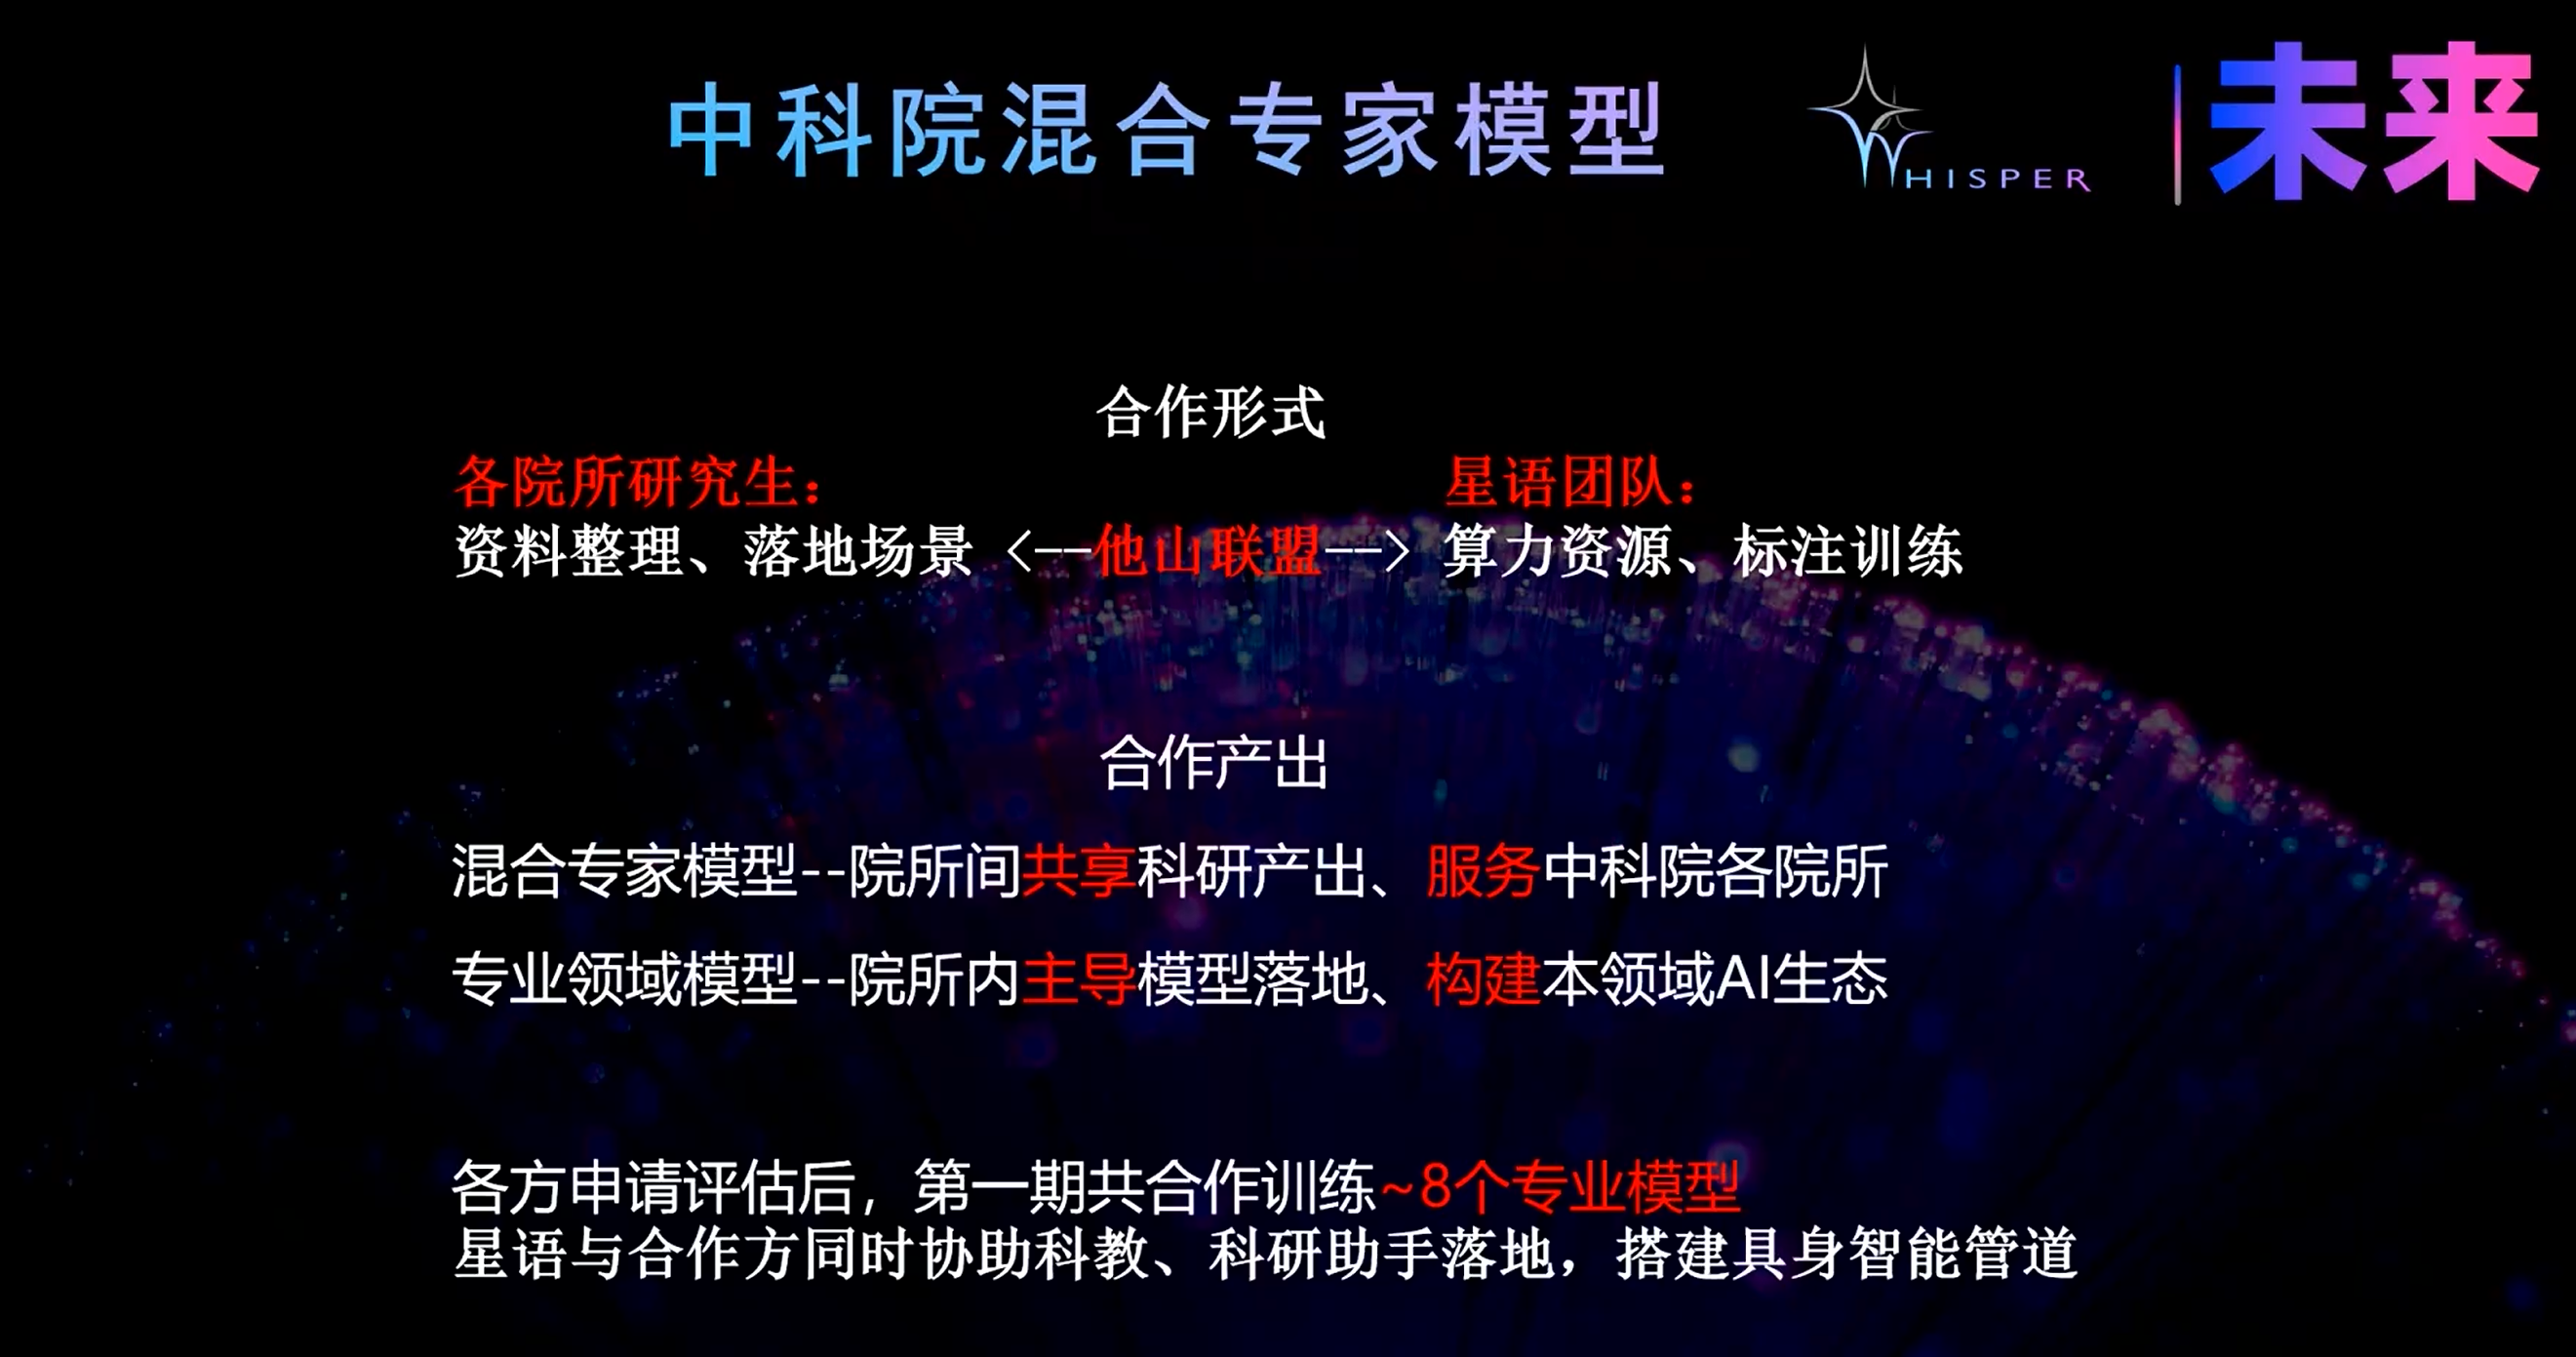 中科院混合专家模型
WHISPER
未来
合作形式
各院所研究生： 星语团队：
资料整理、落地场景 <--他山联盟--> 算力资源、标注训练
合作产出
混合专家模型--院所间共享科研产出、服务中科院各院所
专业领域模型--院所内主导模型落地、构建本领域AI生态
各方申请评估后，第一期共合作训练~8个专业模型
星语与合作方同时协助科教、科研助手落地，搭建具身智能管道